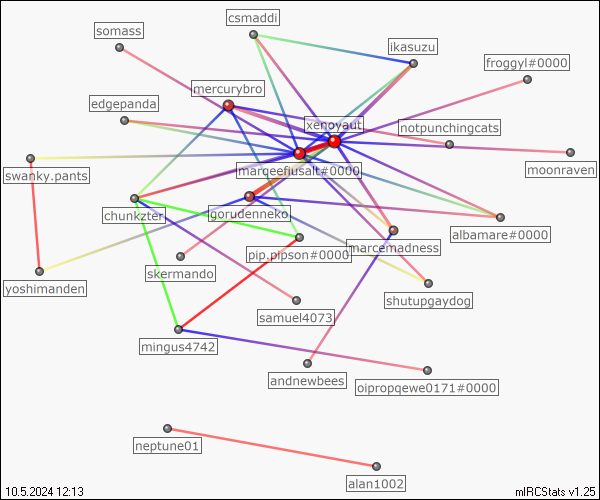 csmaddi
somass
ikasuzu
froggyl#0000
mercurybro
edgepanda
xenoyaut
notpunchingcats
moonraven
marqeefiusalt#0000
swanky.pants
chunkzter
gorudenneko
albamare#0000
marcemadness
pip.pipson#0000
skermando
yoshimanden
shutupgaydog
samuel4073
mingus4742
andnewbees
oipropqewe0171#0000
neptune01
alan1002
10.5.2024 12:13
mIRCStats v1.25